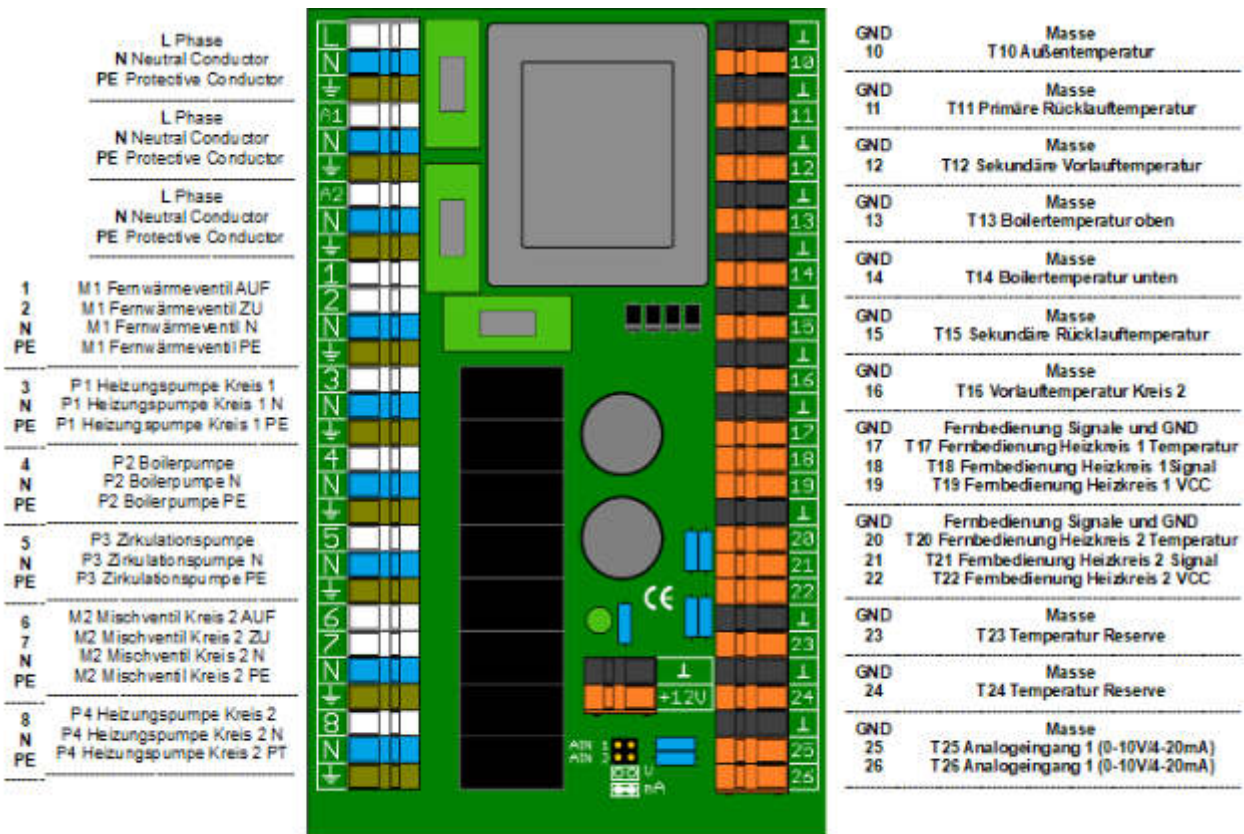 L Phase
N Neutral Conductor
PE Protective Conductor
L Phase
N Neutral Conductor
PE Protective Conductor
L Phase
N Neutral Conductor
PE Protective Conductor
1 M1 Fernwärmeventil AUF
2 M1 Fernwärmeventil ZU
N M1 Fernwärmeventil N
PE M1 Fernwärmeventil PE
3 P1 Heizungspumpe Kreis 1
N P1 Heizungspumpe Kreis 1 N
PE P1 Heizungspumpe Kreis 1 PE
4 P2 Boilerpumpe
N P2 Boilerpumpe N
PE P2 Boilerpumpe PE
5 P3 Zirkulationspumpe
N P3 Zirkulationspumpe N
PE P3 Zirkulationspumpe PE
6 M2 Mischventil Kreis 2 AUF
7 M2 Mischventil Kreis 2 ZU
N M2 Mischventil Kreis 2 N
PE M2 Mischventil Kreis 2 PE
8 P4 Heizungspumpe Kreis 2
N P4 Heizungspumpe Kreis 2 N
PE P4 Heizungspumpe Kreis 2 PT
L
N
A1
N
A2
N
1
2
N
3
N
4
N
5
N
6
7
N
8
N
CE
+12V
AIN 1
AIN 2
V
mA
10
11
12
13
14
15
16
17
18
19
20
21
22
23
24
25
26
GND Masse
10 T10 Außentemperatur
GND Masse
11 T11 Primäre Rücklauftemperatur
GND Masse
12 T12 Sekundäre Vorlauftemperatur
GND Masse
13 T13 Boilertemperatur oben
GND Masse
14 T14 Boilertemperatur unten
GND Masse
15 T15 Sekundäre Rücklauftemperatur
GND Masse
16 T16 Vorlauftemperatur Kreis 2
GND Fernbedienung Signale und GND
17 T17 Fernbedienung Heizkreis 1 Temperatur
18 T18 Fernbedienung Heizkreis 1 Signal
19 T19 Fernbedienung Heizkreis 1 VCC
GND Fernbedienung Signale und GND
20 T20 Fernbedienung Heizkreis 2 Temperatur
21 T21 Fernbedienung Heizkreis 2 Signal
22 T22 Fernbedienung Heizkreis 2 VCC
GND Masse
23 T23 Temperatur Reserve
GND Masse
24 T24 Temperatur Reserve
GND Masse
25 T25 Analogeingang 1 (0-10V/4-20mA)
26 T26 Analogeingang 1 (0-10V/4-20mA)